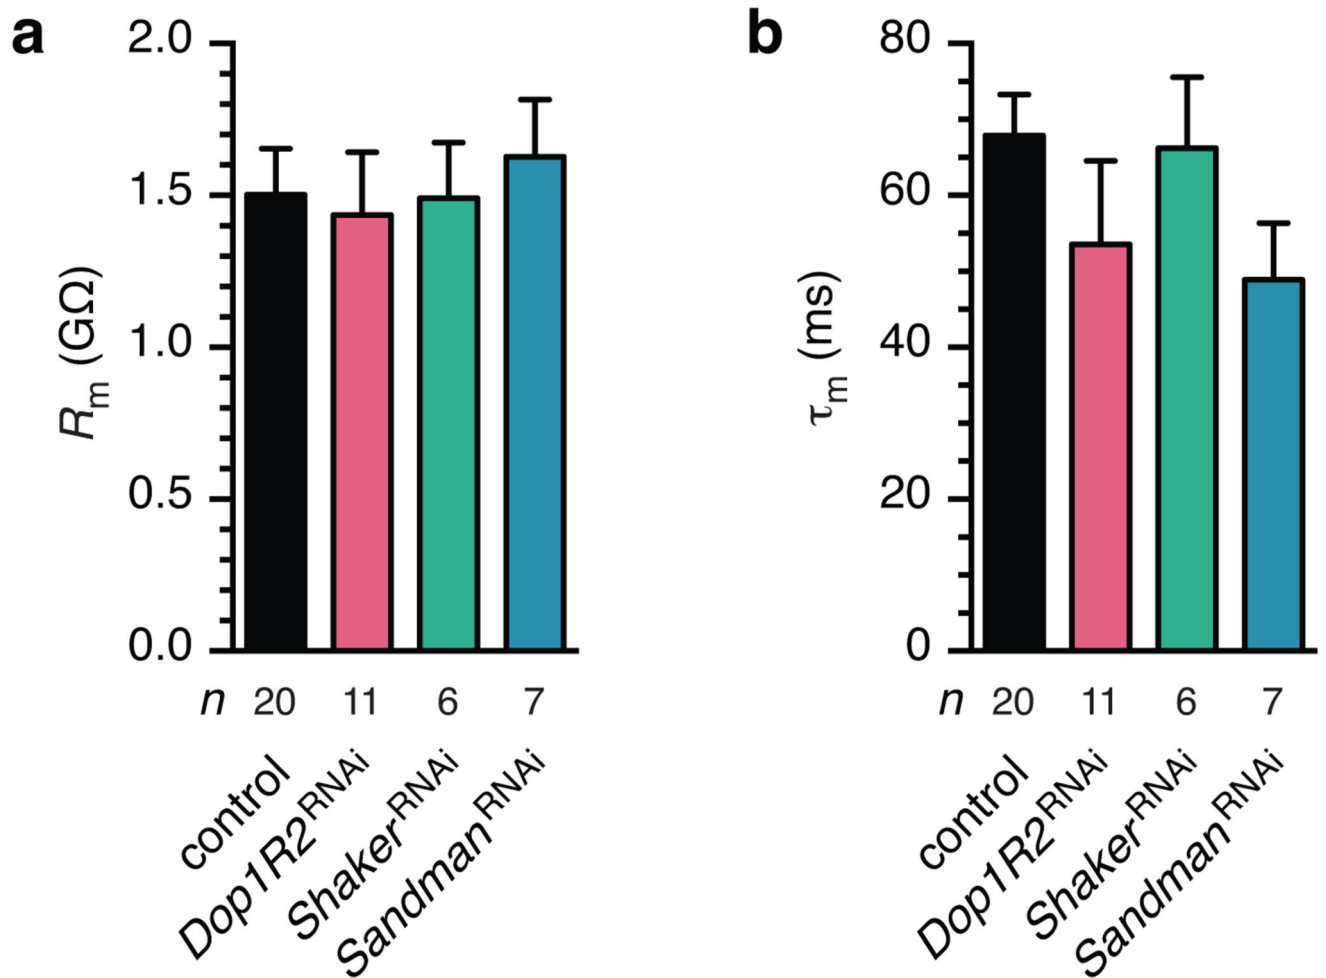 a
2.0
1.5
1.0
0.5
0.0
Rm (GΩ)
n 20 11 6 7
control
Dop1R2RNAi
ShakerRNAi
SandmanRNAi
b
80
60
40
20
0
τm (ms)
n 20 11 6 7
control
Dop1R2RNAi
ShakerRNAi
SandmanRNAi